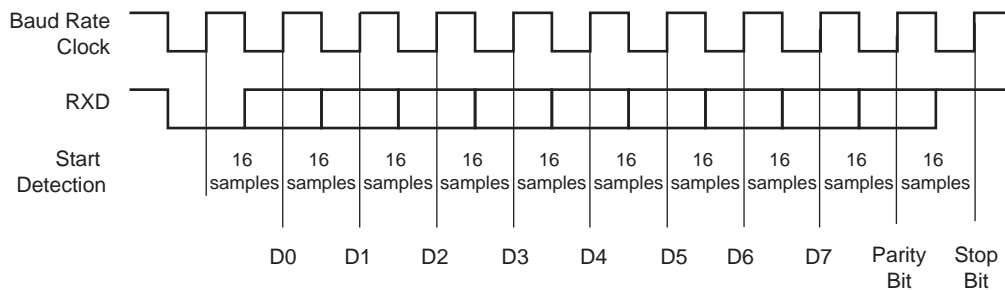 Baud Rate
Clock
RXD
Start
Detection
16 16 16 16 16 16 16 16 16 16
samples samples samples samples samples samples samples samples samples samples
D0 D1 D2 D3 D4 D5 D6 D7 Parity Stop
Bit Bit